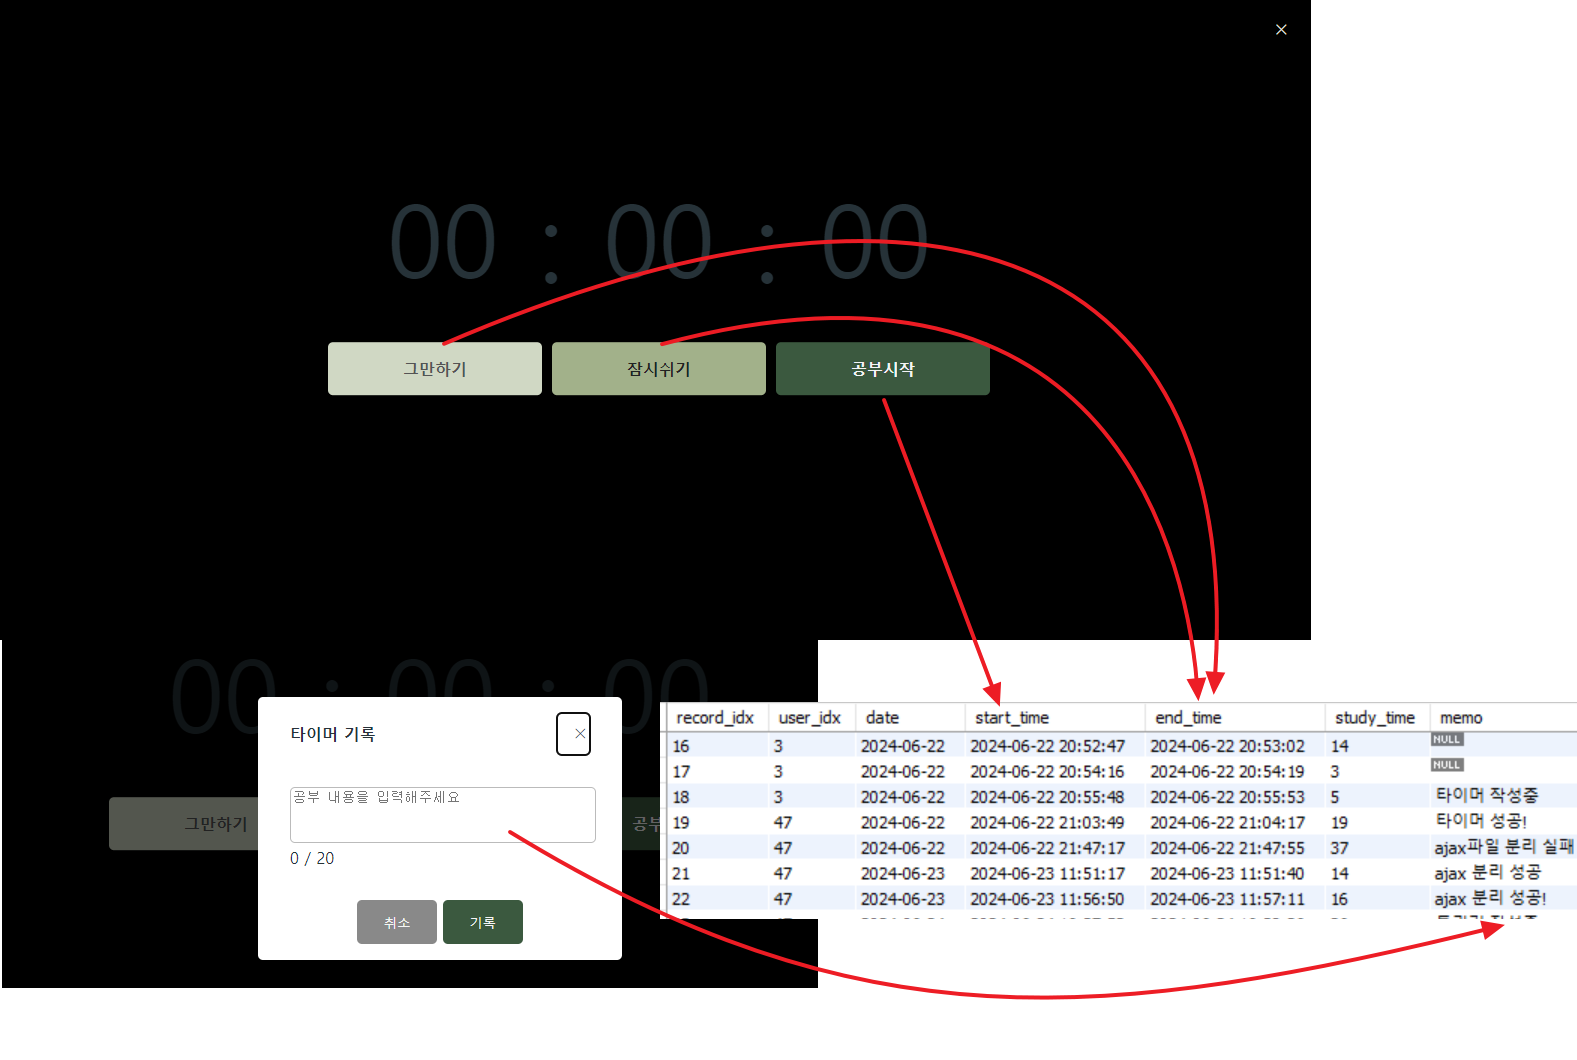 ×
00 : 00 : 00
그만하기 잠시쉬기 공부시작
00 : 00 : 00
타이머 기록 ×
공부 내용을 입력해주세요
그만하기 공부
0 / 20
취소 기록
record_idx user_idx date start_time end_time study_time memo
16 3 2024-06-22 2024-06-22 20:52:47 2024-06-22 20:53:02 14 NULL
17 3 2024-06-22 2024-06-22 20:54:16 2024-06-22 20:54:19 3 NULL
18 3 2024-06-22 2024-06-22 20:55:48 2024-06-22 20:55:53 5 타이머 작성중
19 47 2024-06-22 2024-06-22 21:03:49 2024-06-22 21:04:17 19 타이머 성공!
20 47 2024-06-22 2024-06-22 21:47:17 2024-06-22 21:47:55 37 ajax파일 분리 실패
21 47 2024-06-23 2024-06-23 11:51:17 2024-06-23 11:51:40 14 ajax 분리 성공
22 47 2024-06-23 2024-06-23 11:56:50 2024-06-23 11:57:11 16 ajax 분리 성공!